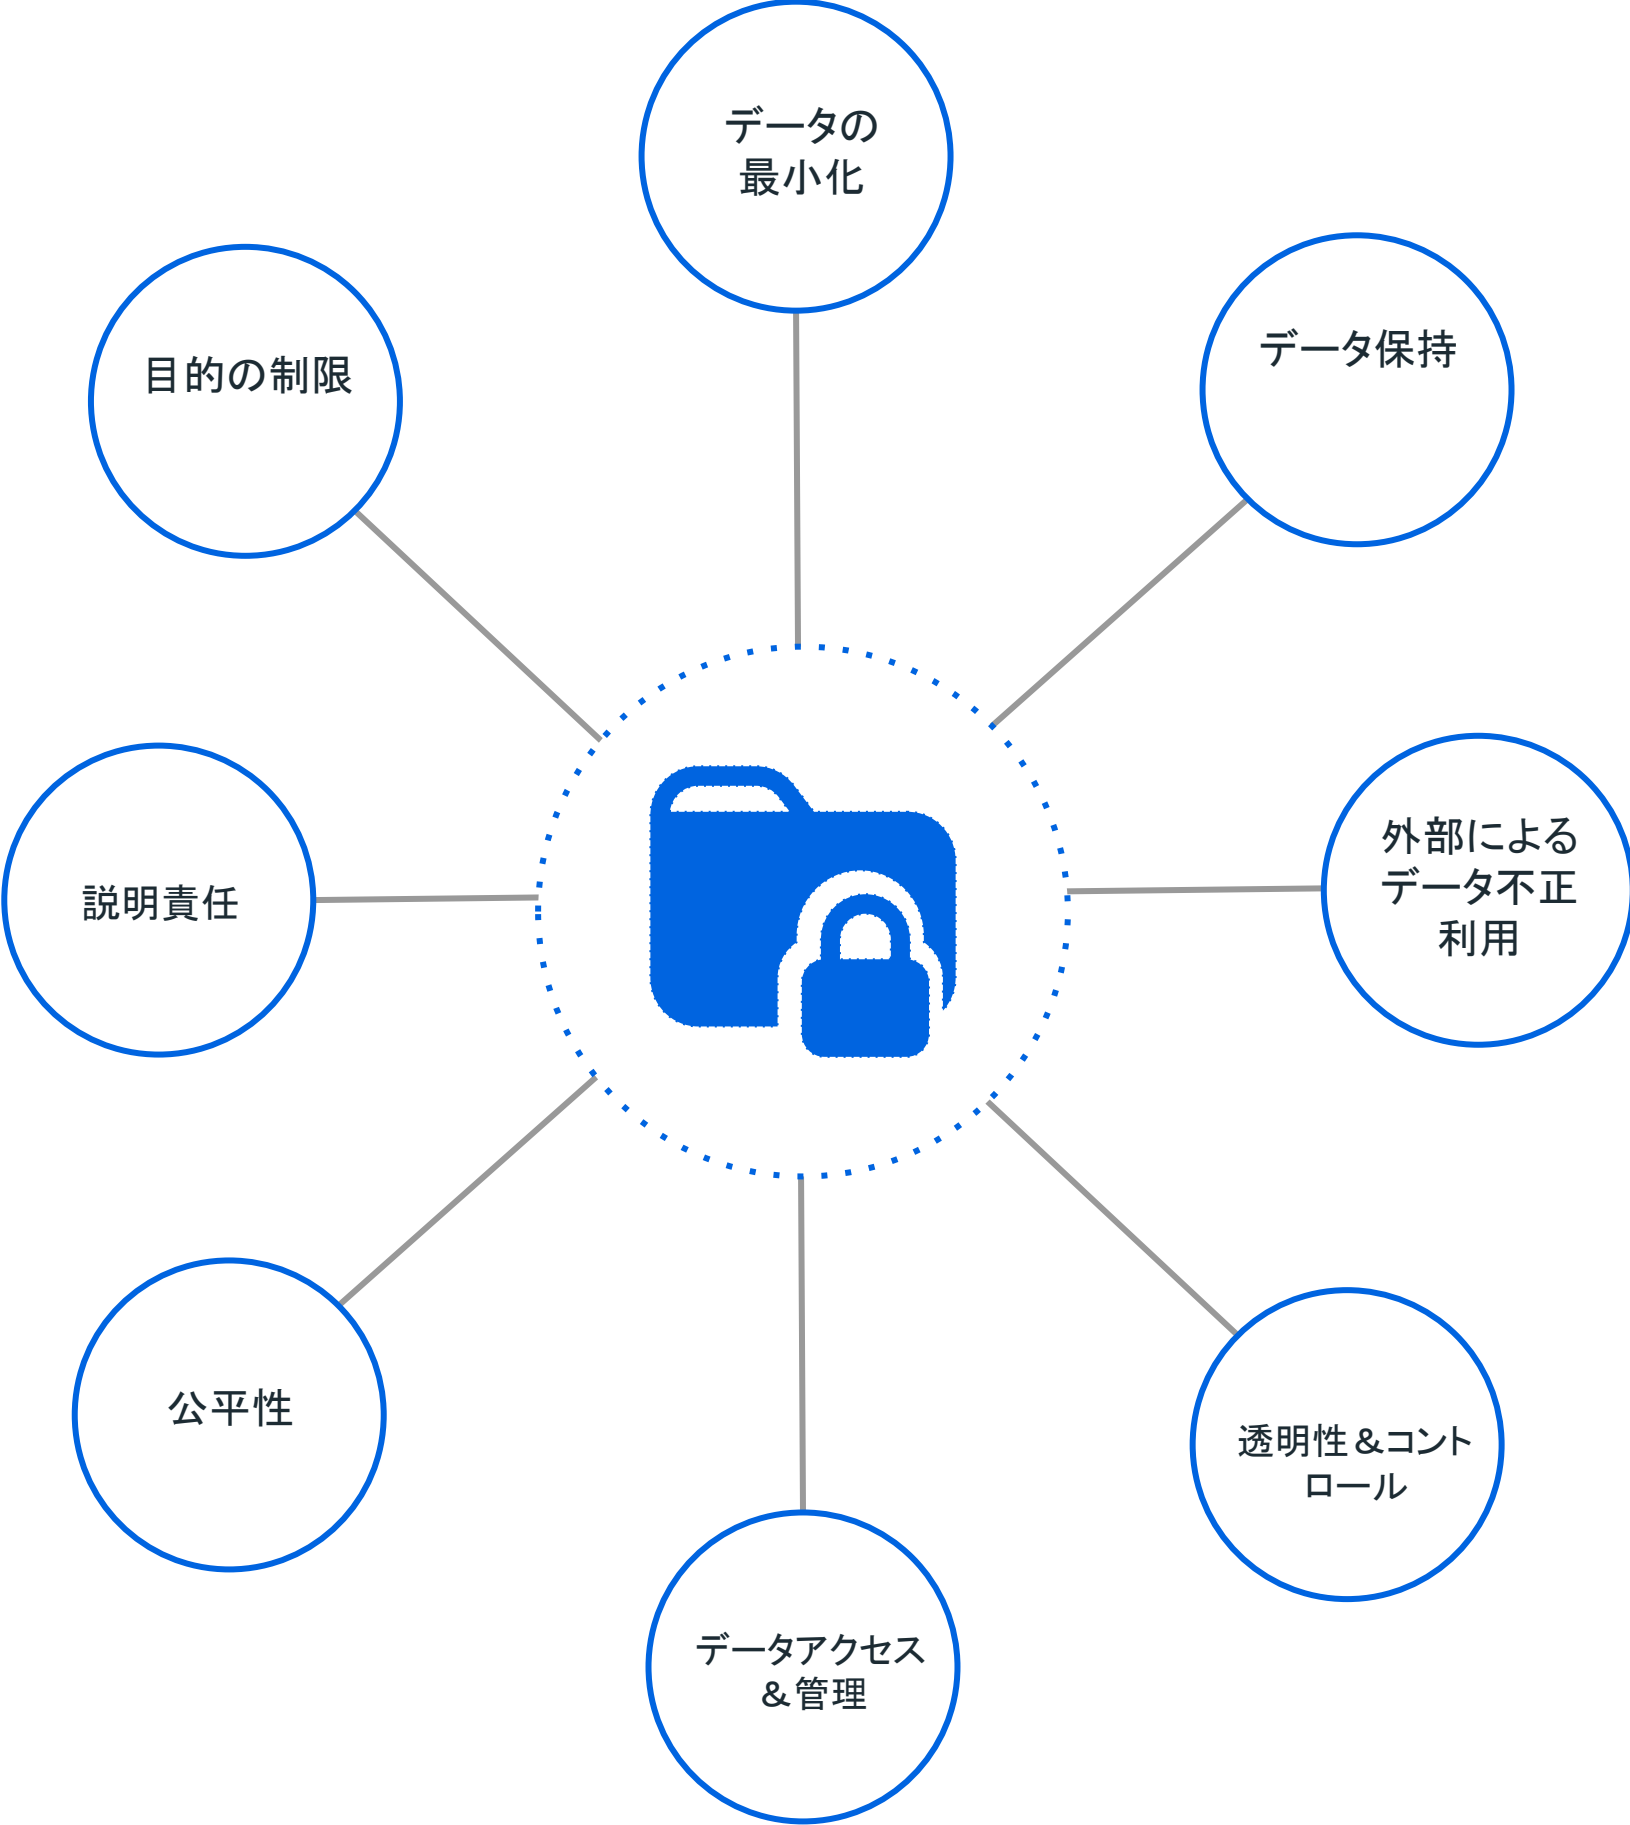 データの
最小化
データ保持
目的の制限
外部による
データ不正
利用
説明責任
公平性
透明性＆コント
ロール
データアクセス
＆管理